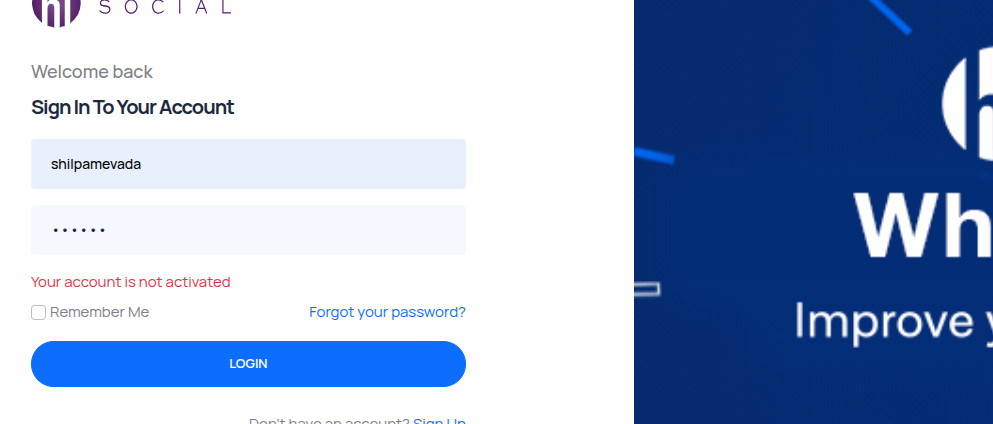 SOCIAL
Welcome back
Sign In To Your Account
shilpamevada
••••••
Your account is not activated
Remember Me
Forgot your password?
LOGIN
Don't have an account? Sign Up
Wh
Improve